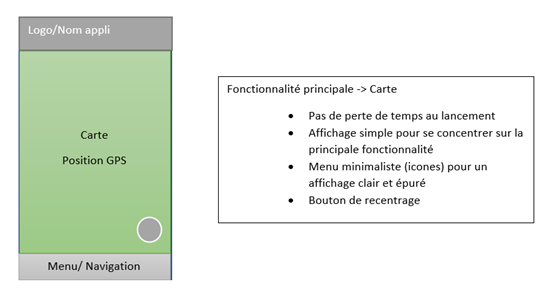 Logo/Nom appli
Carte
Position GPS
Menu/ Navigation
Fonctionnalité principale -> Carte
• Pas de perte de temps au lancement
• Affichage simple pour se concentrer sur la
principale fonctionnalité
• Menu minimaliste (icones) pour un
affichage clair et épuré
• Bouton de recentrage